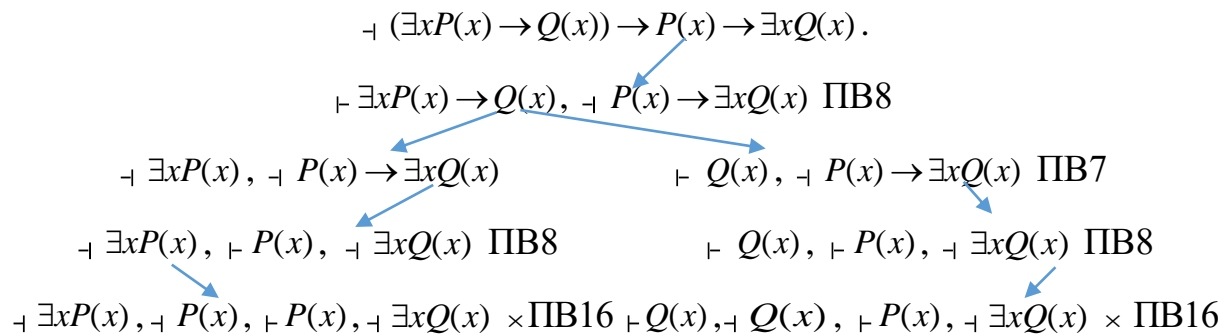 ⫞ (∃xP(x) → Q(x)) → P(x) → ∃xQ(x).
⊢ ∃xP(x) → Q(x), ⫞ P(x) → ∃xQ(x) ПВ8
⫞ ∃xP(x), ⫞ P(x) → ∃xQ(x) ⊢ Q(x), ⫞ P(x) → ∃xQ(x) ПВ7
⫞ ∃xP(x), ⊢ P(x), ⫞ ∃xQ(x) ПВ8 ⊢ Q(x), ⊢ P(x), ⫞ ∃xQ(x) ПВ8
⫞ ∃xP(x), ⫞ P(x), ⊢ P(x), ⫞ ∃xQ(x) ×ПВ16 ⊢ Q(x), ⫞ Q(x), ⊢ P(x), ⫞ ∃xQ(x) × ПВ16